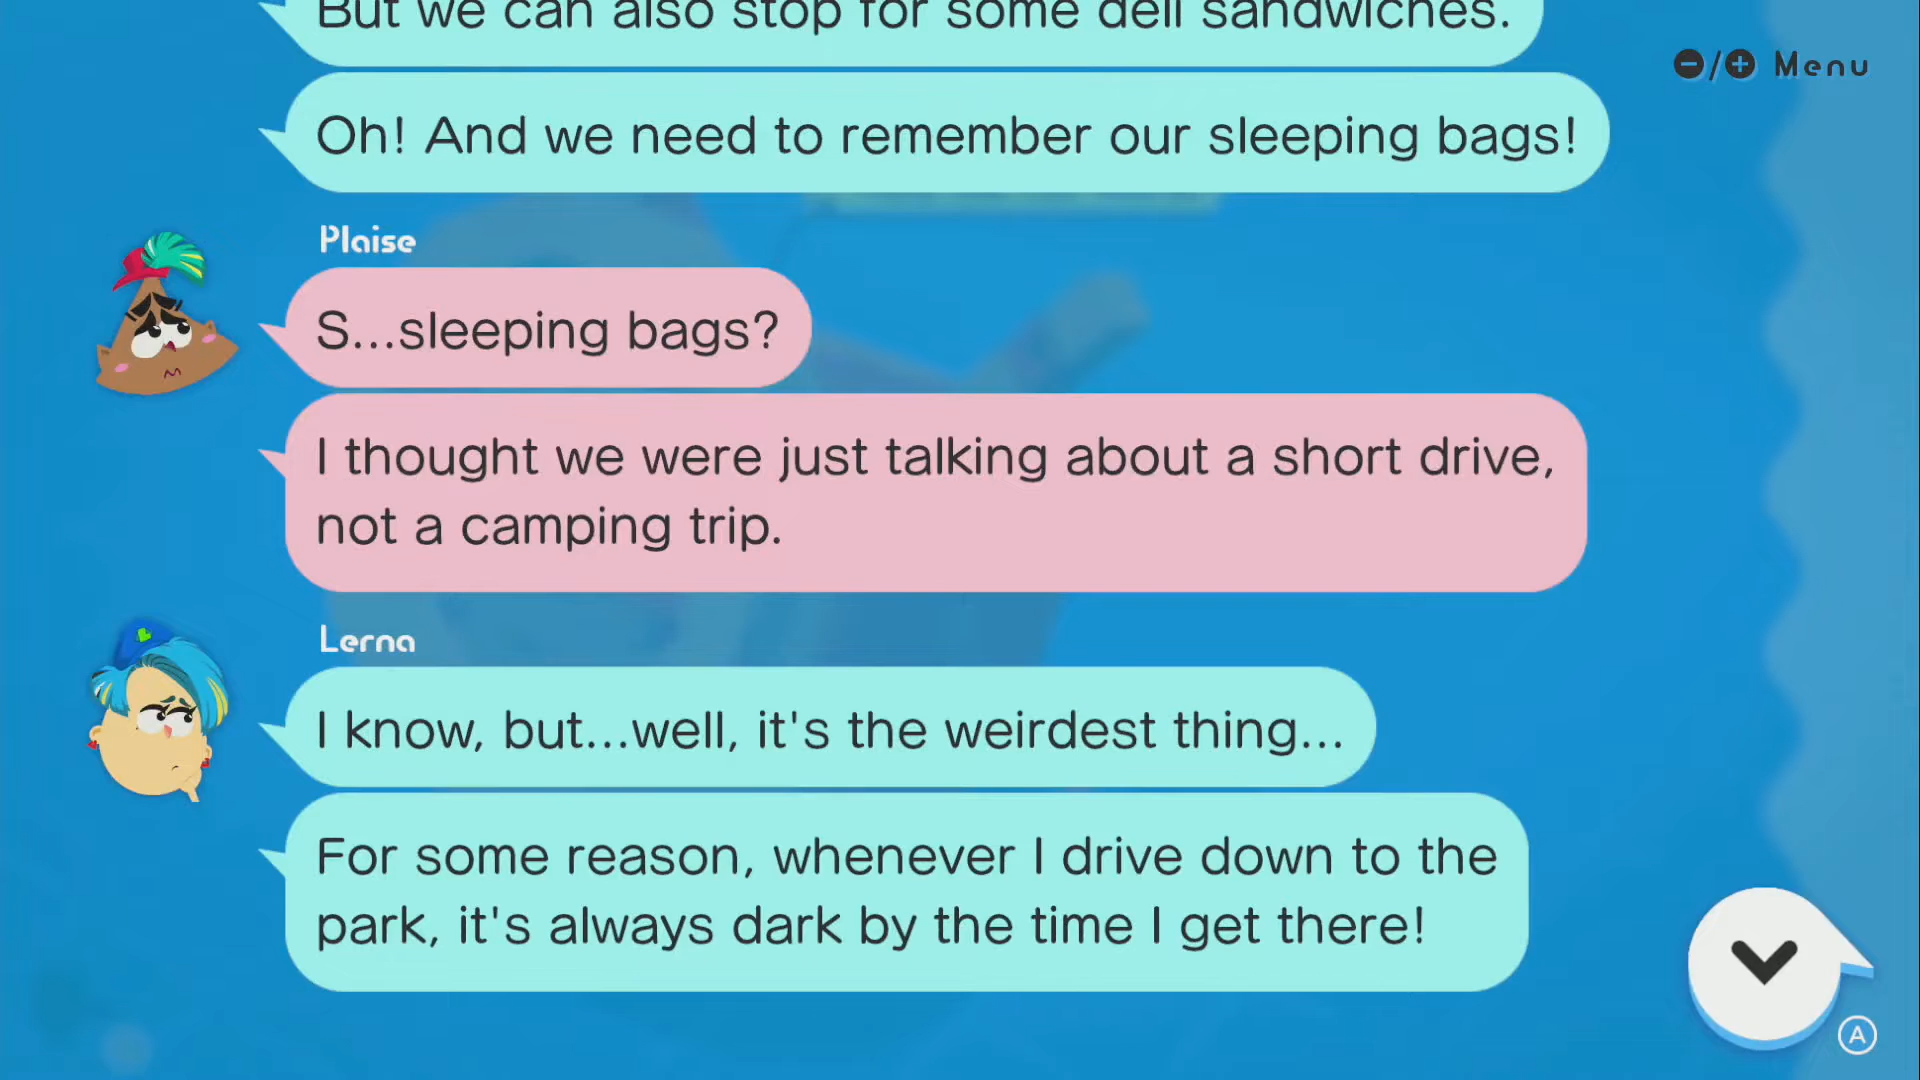 But we can also stop for some deli sandwiches.
-/+ Menu
Oh! And we need to remember our sleeping bags!
Plaise
S...sleeping bags?
I thought we were just talking about a short drive,
not a camping trip.
Lerna
I know, but...well, it's the weirdest thing...
For some reason, whenever I drive down to the
park, it's always dark by the time I get there!
A